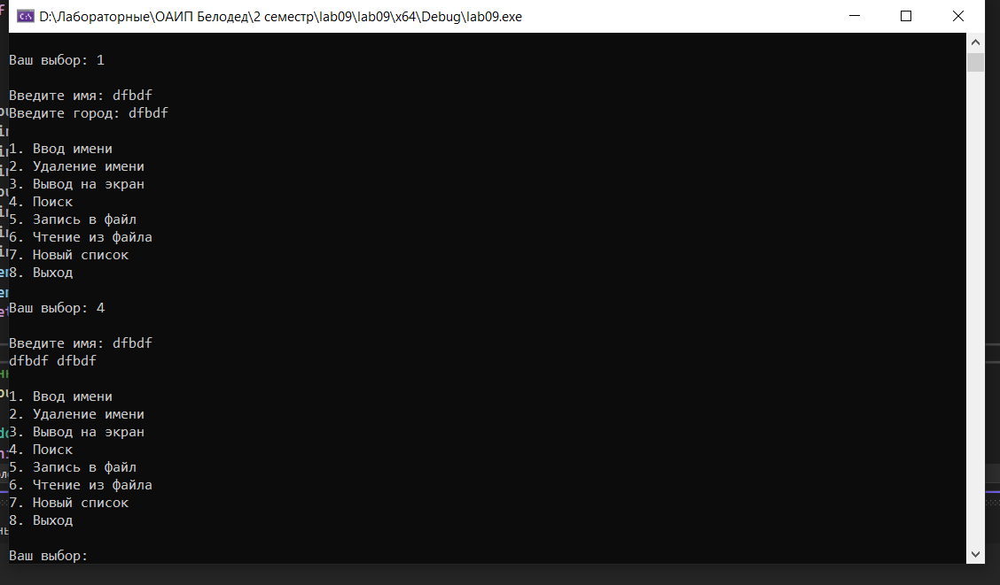 D:\Лабораторные\ОАИП Белодед\2 семестр\lab09\lab09\x64\Debug\lab09.exe
Ваш выбор: 1
Введите имя: dfbdf
Введите город: dfbdf
1. Ввод имени
2. Удаление имени
3. Вывод на экран
4. Поиск
5. Запись в файл
6. Чтение из файла
7. Новый список
8. Выход
Ваш выбор: 4
Введите имя: dfbdf
dfbdf dfbdf
1. Ввод имени
2. Удаление имени
3. Вывод на экран
4. Поиск
5. Запись в файл
6. Чтение из файла
7. Новый список
8. Выход
Ваш выбор: